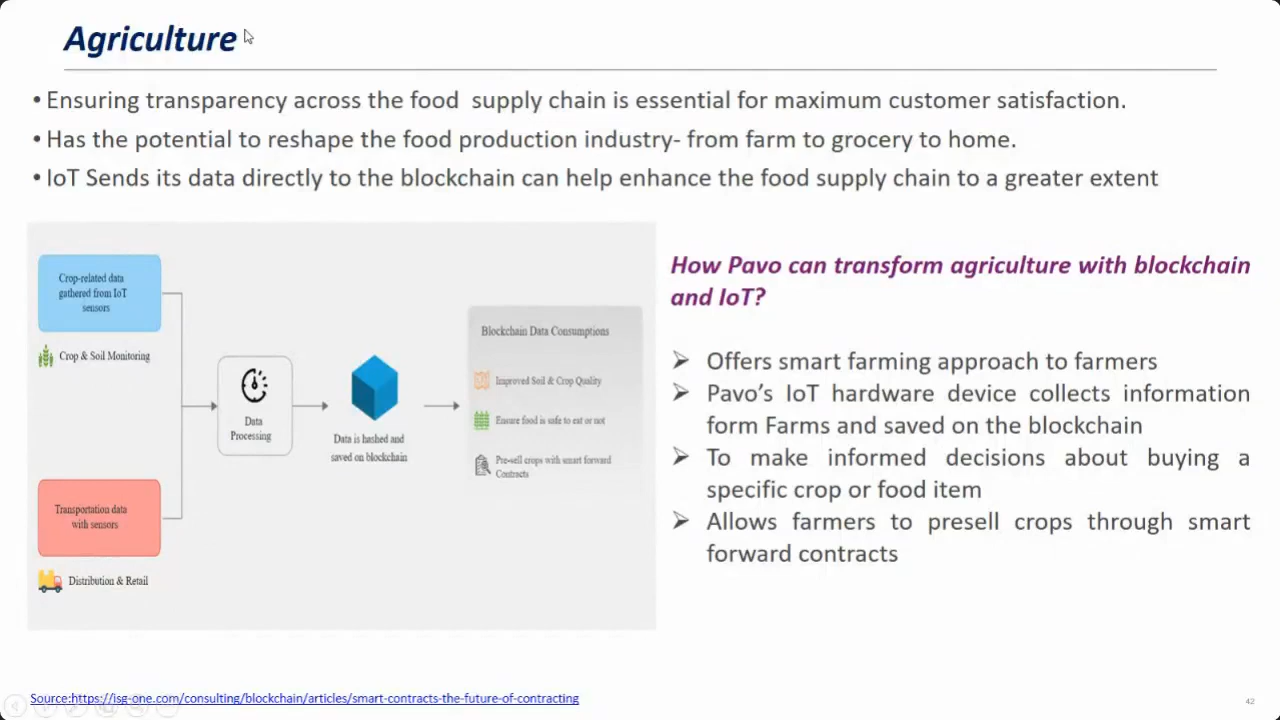 Agriculture
• Ensuring transparency across the food supply chain is essential for maximum customer satisfaction.
• Has the potential to reshape the food production industry- from farm to grocery to home.
• IoT Sends its data directly to the blockchain can help enhance the food supply chain to a greater extent
Crop-related data
gathered from IoT
sensors
Crop & Soil Monitoring
Data
Processing
Data is hashed and
saved on blockchain
Blockchain Data Consumptions
Improved Soil & Crop Quality
Ensure food is safe to eat or not
Pre-sell crops with smart forward
Contracts
Transportation data
with sensors
Distribution & Retail
How Pavo can transform agriculture with blockchain
and IoT?
➢ Offers smart farming approach to farmers
➢ Pavo's IoT hardware device collects information
form Farms and saved on the blockchain
➢ To make informed decisions about buying a
specific crop or food item
➢ Allows farmers to presell crops through smart
forward contracts
Source:https://isg-one.com/consulting/blockchain/articles/smart-contracts-the-future-of-contracting
42